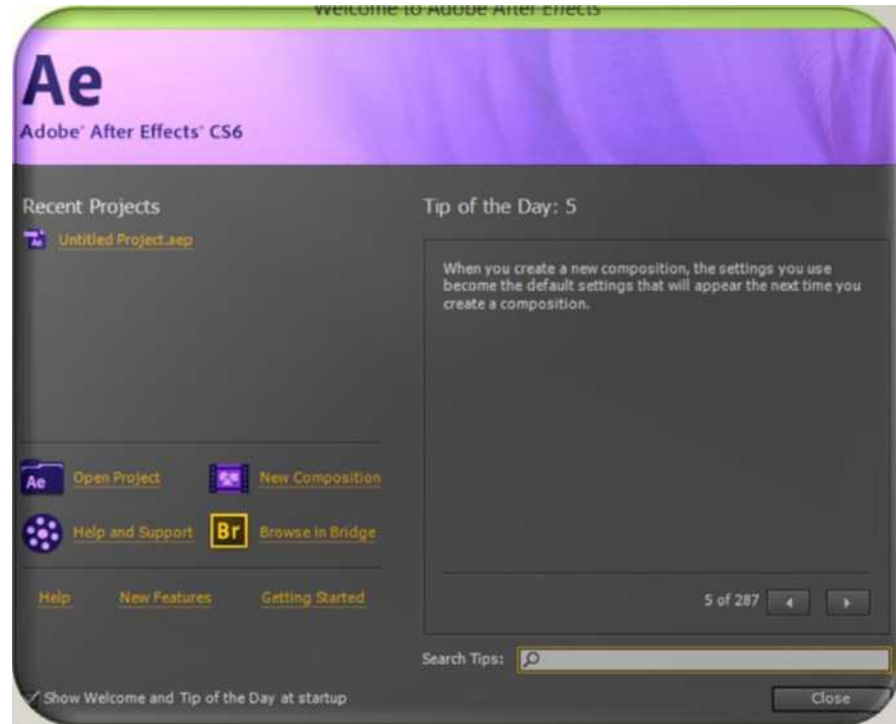 Welcome to Adobe After Effects
Ae
Adobe® After Effects® CS6
Recent Projects
Ae
Untitled Project.aep
Tip of the Day: 5
When you create a new composition, the settings you use
become the default settings that will appear the next time you
create a composition.
Ae
Open Project
New Composition
Help and Support
Br
Browse in Bridge
Help
New Features
Getting Started
5 of 287
Search Tips:
Show Welcome and Tip of the Day at startup
Close